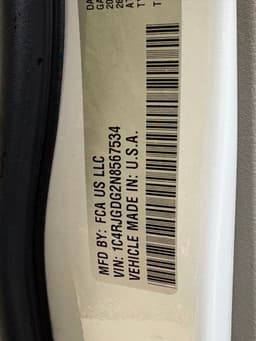 MFD BY: FCA US LLC
VIN: 1C4RJGDG2N8567534
VEHICLE MADE IN: U.S.A.